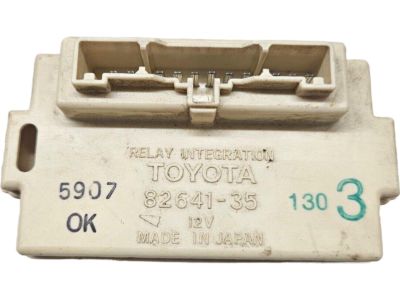 RELAY INTEGRATION
TOYOTA
82641-35
12V
MADE IN JAPAN
5907
OK
130 3